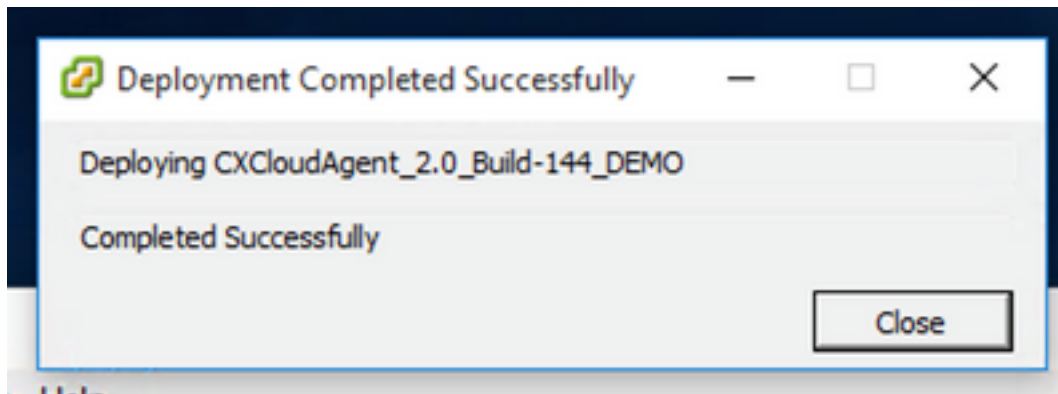 Deployment Completed Successfully
Deploying CXCloudAgent_2.0_Build-144_DEMO
Completed Successfully
Close